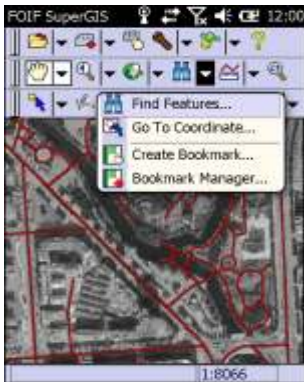 FOIF SuperGIS 12:00
Find Features...
Go To Coordinate...
Create Bookmark...
Bookmark Manager...
1:8066